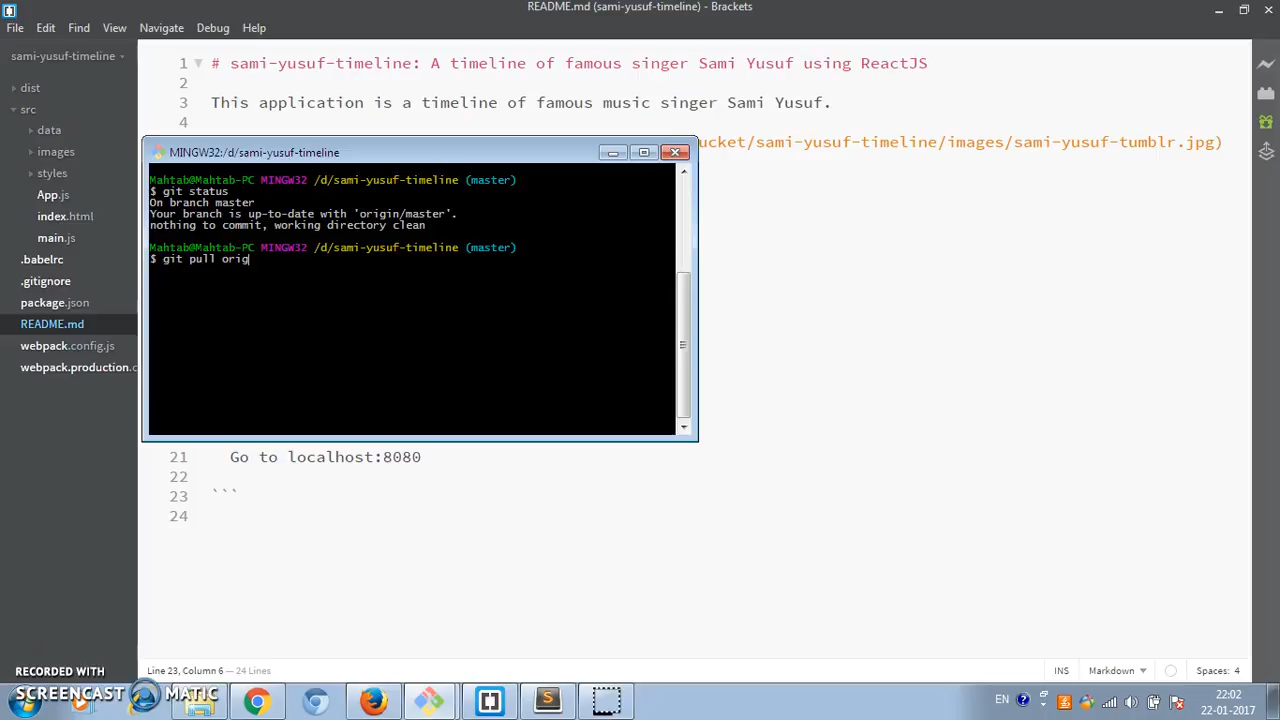 README.md (sami-yusuf-timeline) - Brackets
File Edit Find View Navigate Debug Help
sami-yusuf-timeline
dist
src
data
images
styles
App.js
index.html
main.js
.babelrc
.gitignore
package.json
README.md
webpack.config.js
webpack.production.c
1 # sami-yusuf-timeline: A timeline of famous singer Sami Yusuf using ReactJS
2
3 This application is a timeline of famous music singer Sami Yusuf.
4
ucket/sami-yusuf-timeline/images/sami-yusuf-tumblr.jpg)
MINGW32:/d/sami-yusuf-timeline
Mahtab@Mahtab-PC MINGW32 /d/sami-yusuf-timeline (master)
$ git status
On branch master
Your branch is up-to-date with 'origin/master'.
nothing to commit, working directory clean
Mahtab@Mahtab-PC MINGW32 /d/sami-yusuf-timeline (master)
$ git pull orig
21 Go to localhost:8080
22
23 ```
24
Line 23, Column 6 — 24 Lines
INS Markdown Spaces: 4
RECORDED WITH
SCREENCAST MATIC
EN
22:02
22-01-2017